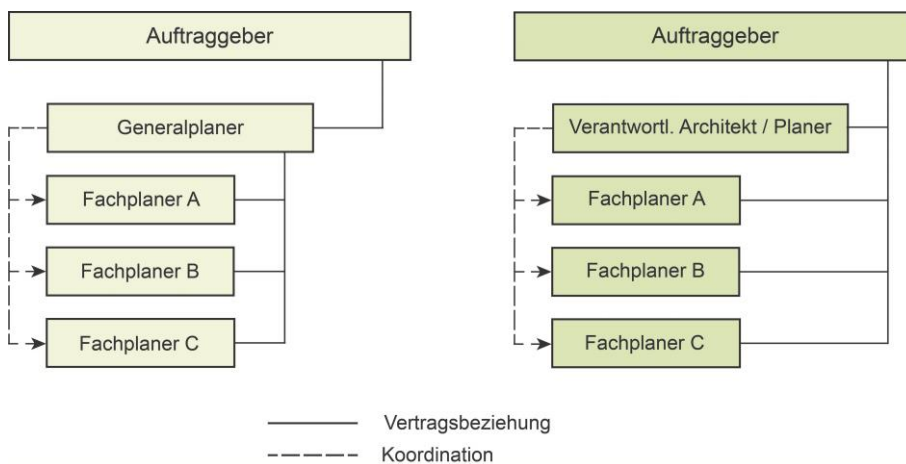 Auftraggeber
Generalplaner
Fachplaner A
Fachplaner B
Fachplaner C
Auftraggeber
Verantwortl. Architekt / Planer
Fachplaner A
Fachplaner B
Fachplaner C
Vertragsbeziehung
Koordination